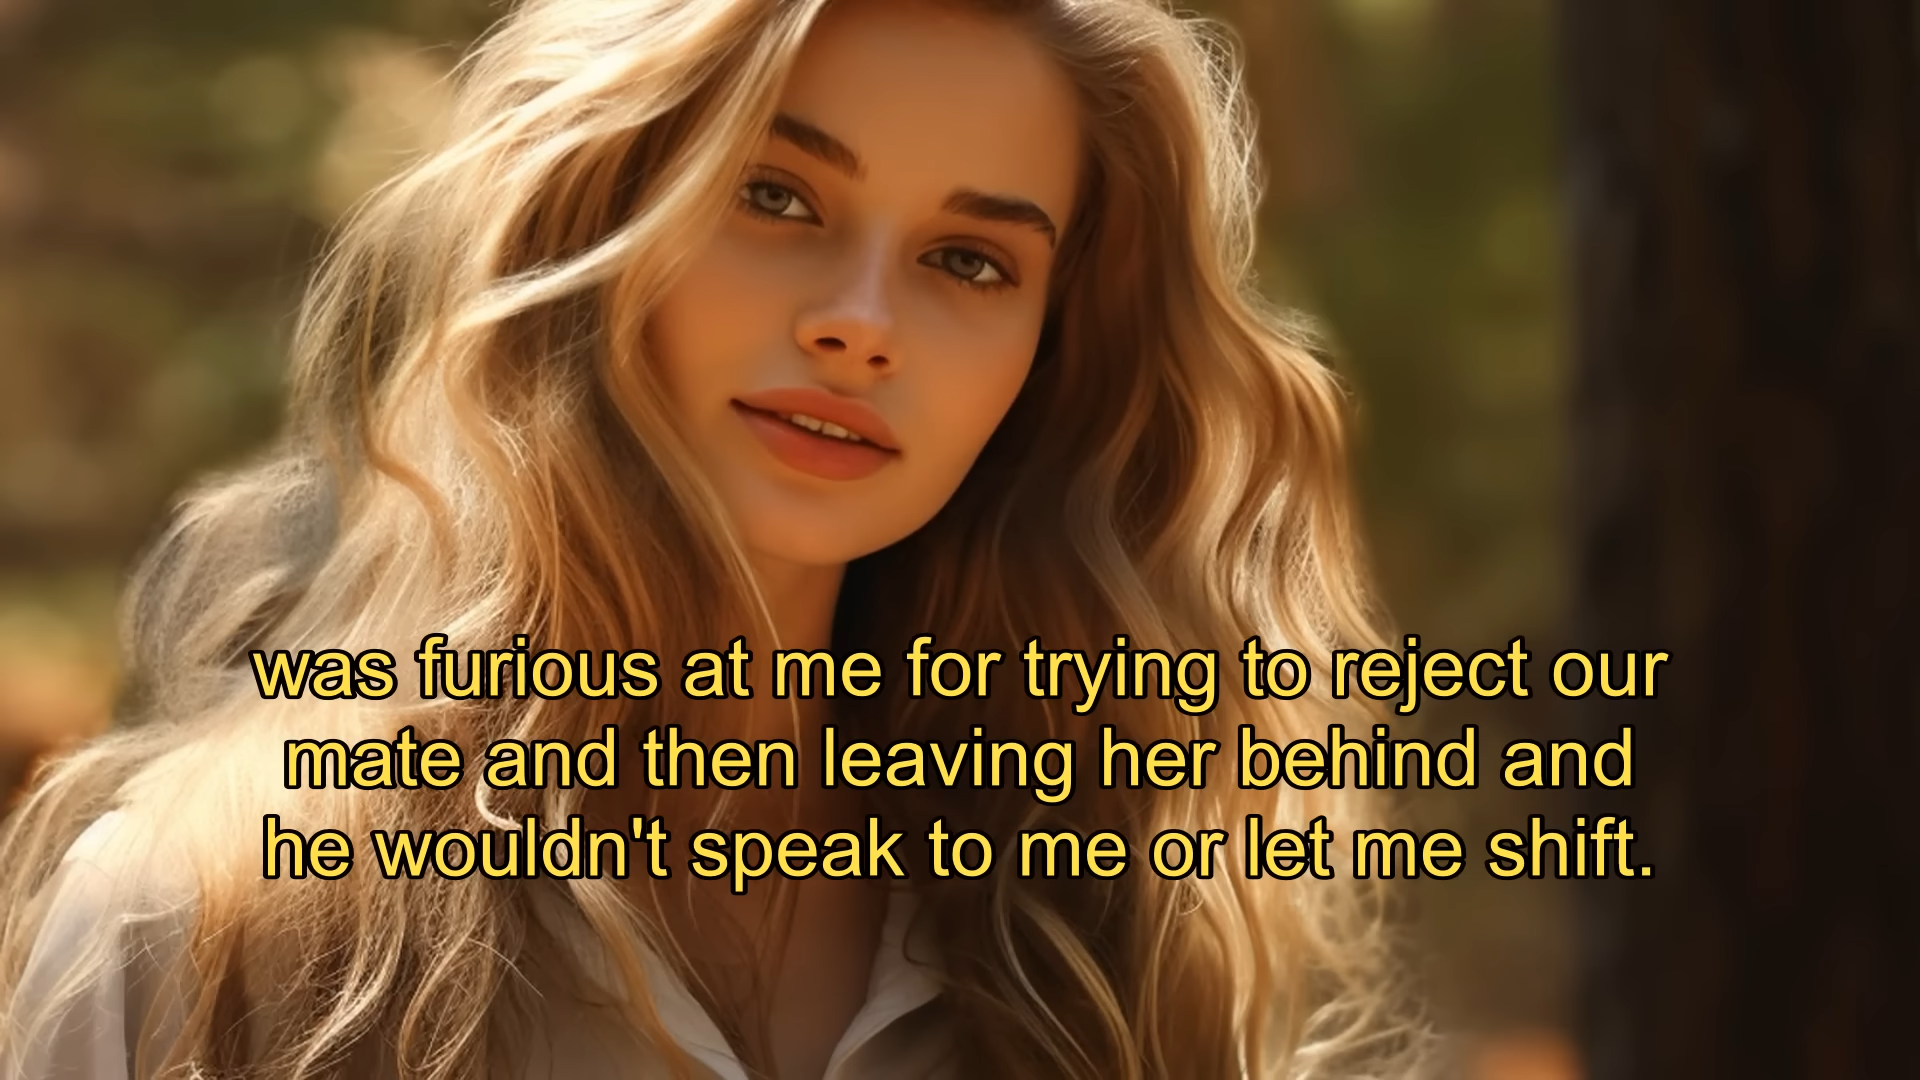 was furious at me for trying to reject our
mate and then leaving her behind and
he wouldn't speak to me or let me shift.